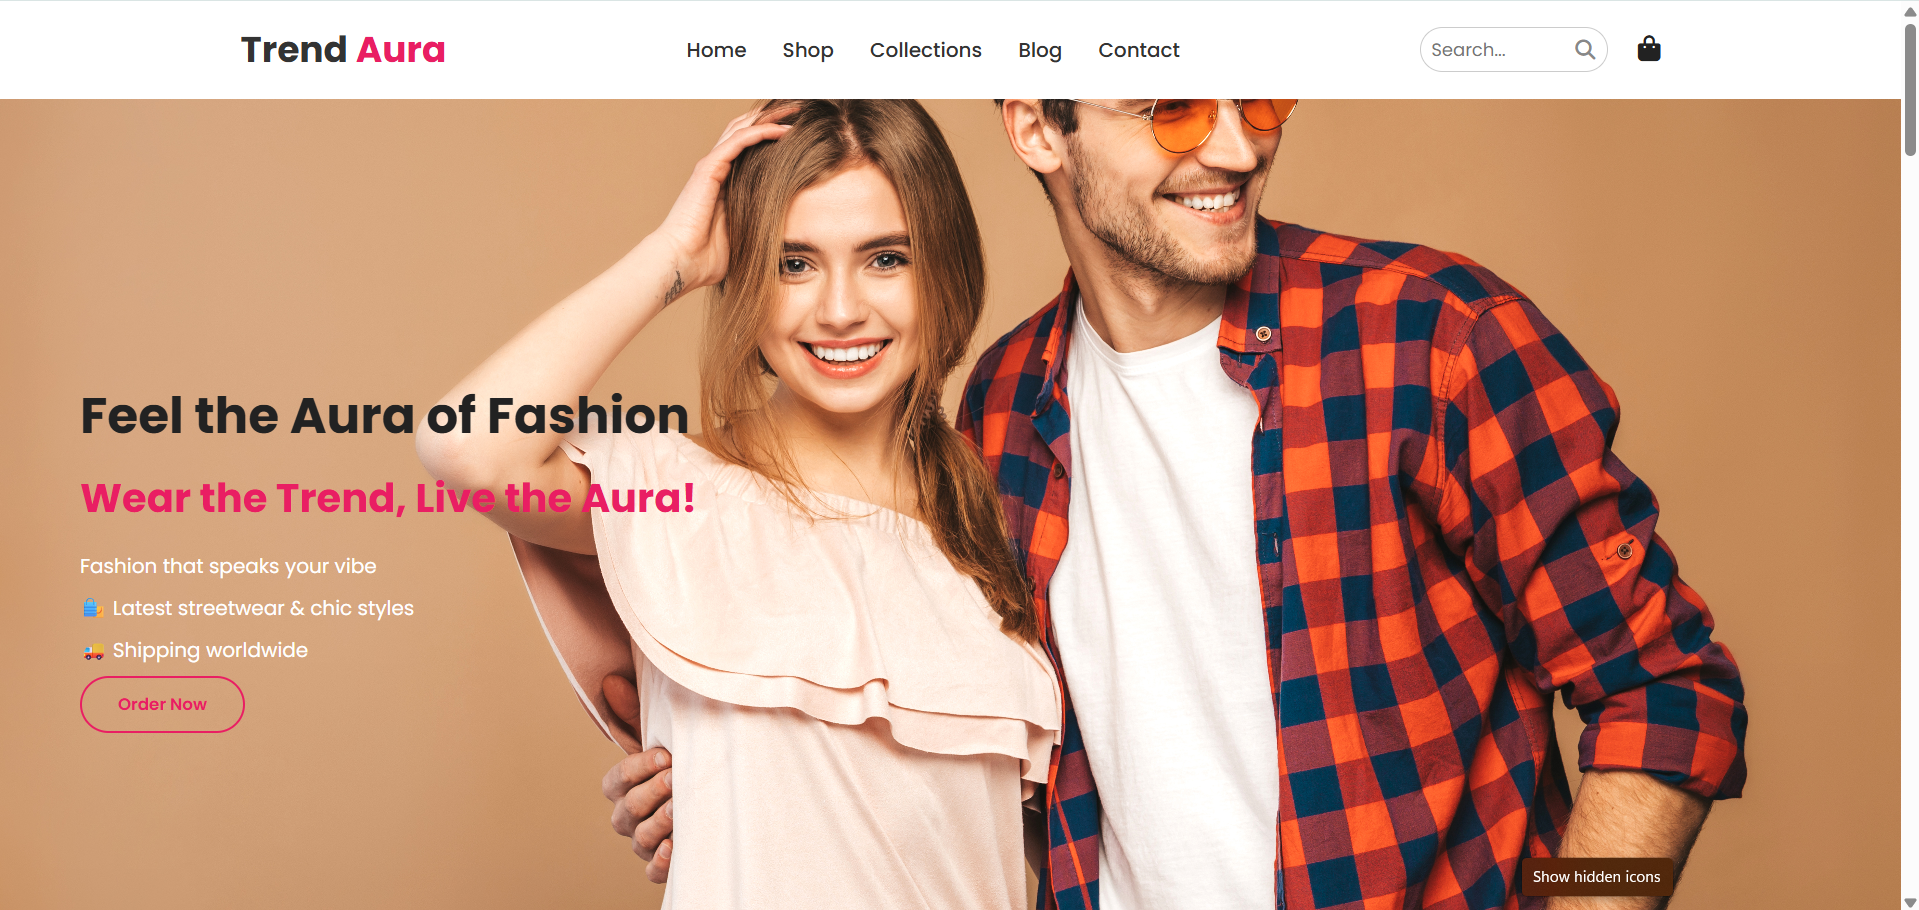 Trend Aura
Home Shop Collections Blog Contact
Search...
Feel the Aura of Fashion
Wear the Trend, Live the Aura!
Fashion that speaks your vibe
🛍️ Latest streetwear & chic styles
🚚 Shipping worldwide
Order Now
Show hidden icons